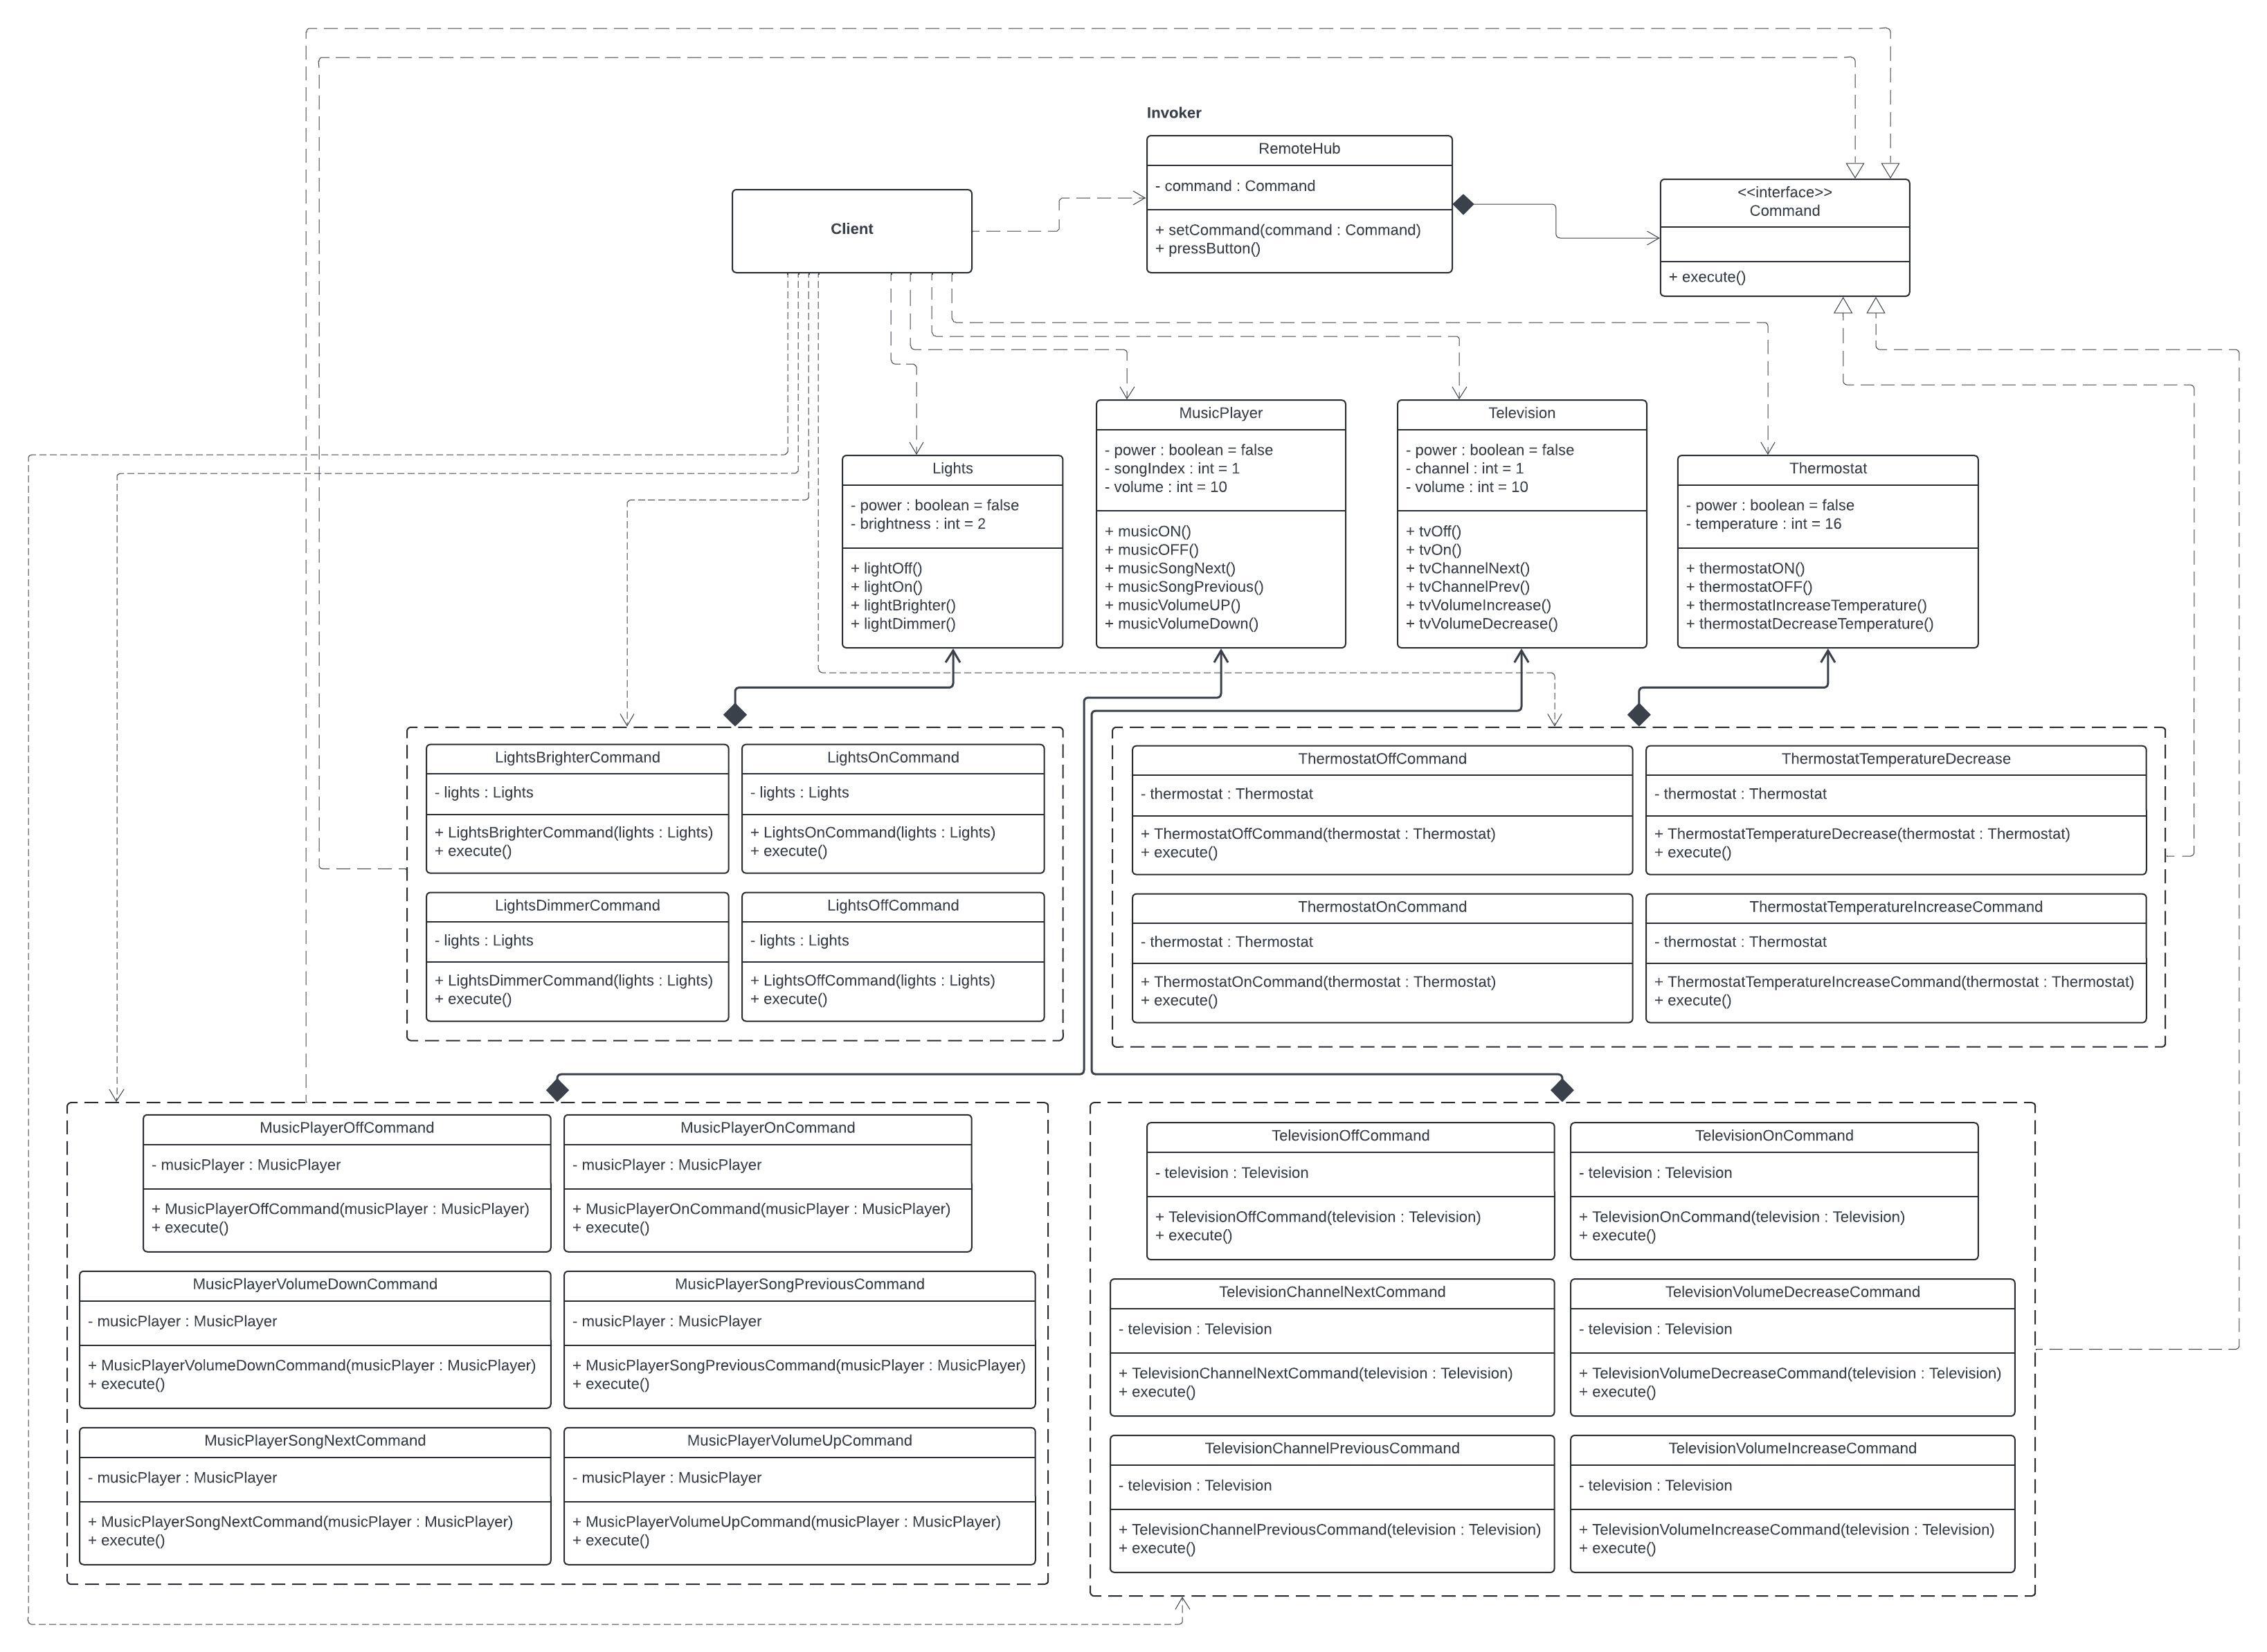 Invoker
RemoteHub
- command : Command
+ setCommand(command : Command)
+ pressButton()
Client
<<interface>>
Command
+ execute()
Lights
- power : boolean = false
- brightness : int = 2
+ lightOff()
+ lightOn()
+ lightBrighter()
+ lightDimmer()
MusicPlayer
- power : boolean = false
- songIndex : int = 1
- volume : int = 10
+ musicON()
+ musicOFF()
+ musicSongNext()
+ musicSongPrevious()
+ musicVolumeUP()
+ musicVolumeDown()
Television
- power : boolean = false
- channel : int = 1
- volume : int = 10
+ tvOff()
+ tvOn()
+ tvChannelNext()
+ tvChannelPrev()
+ tvVolumeIncrease()
+ tvVolumeDecrease()
Thermostat
- power : boolean = false
- temperature : int = 16
+ thermostatON()
+ thermostatOFF()
+ thermostatIncreaseTemperature()
+ thermostatDecreaseTemperature()
LightsBrighterCommand
- lights : Lights
+ LightsBrighterCommand(lights : Lights)
+ execute()
LightsOnCommand
- lights : Lights
+ LightsOnCommand(lights : Lights)
+ execute()
LightsDimmerCommand
- lights : Lights
+ LightsDimmerCommand(lights : Lights)
+ execute()
LightsOffCommand
- lights : Lights
+ LightsOffCommand(lights : Lights)
+ execute()
ThermostatOffCommand
- thermostat : Thermostat
+ ThermostatOffCommand(thermostat : Thermostat)
+ execute()
ThermostatTemperatureDecrease
- thermostat : Thermostat
+ ThermostatTemperatureDecrease(thermostat : Thermostat)
+ execute()
ThermostatOnCommand
- thermostat : Thermostat
+ ThermostatOnCommand(thermostat : Thermostat)
+ execute()
ThermostatTemperatureIncreaseCommand
- thermostat : Thermostat
+ ThermostatTemperatureIncreaseCommand(thermostat : Thermostat)
+ execute()
MusicPlayerOffCommand
- musicPlayer : MusicPlayer
+ MusicPlayerOffCommand(musicPlayer : MusicPlayer)
+ execute()
MusicPlayerOnCommand
- musicPlayer : MusicPlayer
+ MusicPlayerOnCommand(musicPlayer : MusicPlayer)
+ execute()
MusicPlayerVolumeDownCommand
- musicPlayer : MusicPlayer
+ MusicPlayerVolumeDownCommand(musicPlayer : MusicPlayer)
+ execute()
MusicPlayerSongPreviousCommand
- musicPlayer : MusicPlayer
+ MusicPlayerSongPreviousCommand(musicPlayer : MusicPlayer)
+ execute()
MusicPlayerSongNextCommand
- musicPlayer : MusicPlayer
+ MusicPlayerSongNextCommand(musicPlayer : MusicPlayer)
+ execute()
MusicPlayerVolumeUpCommand
- musicPlayer : MusicPlayer
+ MusicPlayerVolumeUpCommand(musicPlayer : MusicPlayer)
+ execute()
TelevisionOffCommand
- television : Television
+ TelevisionOffCommand(television : Television)
+ execute()
TelevisionOnCommand
- television : Television
+ TelevisionOnCommand(television : Television)
+ execute()
TelevisionChannelNextCommand
- television : Television
+ TelevisionChannelNextCommand(television : Television)
+ execute()
TelevisionVolumeDecreaseCommand
- television : Television
+ TelevisionVolumeDecreaseCommand(television : Television)
+ execute()
TelevisionChannelPreviousCommand
- television : Television
+ TelevisionChannelPreviousCommand(television : Television)
+ execute()
TelevisionVolumeIncreaseCommand
- television : Television
+ TelevisionVolumeIncreaseCommand(television : Television)
+ execute()